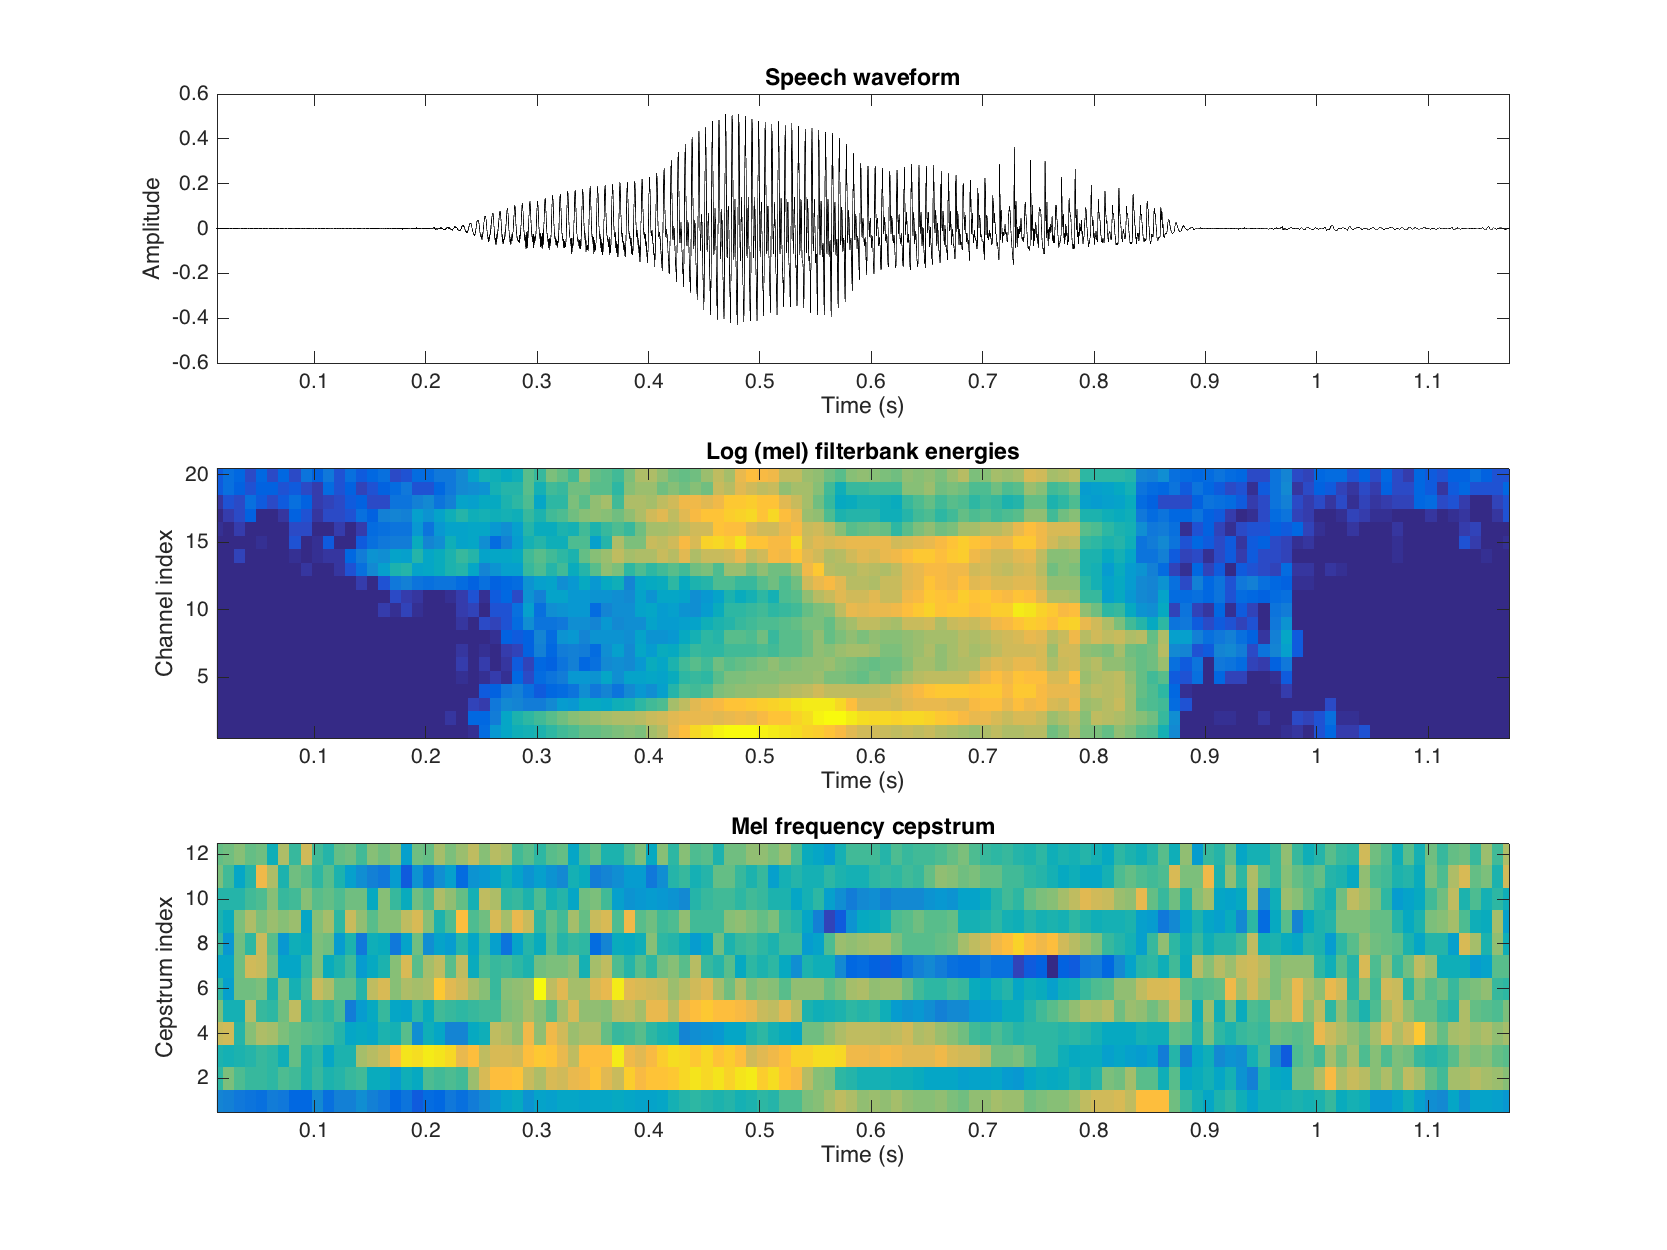 Speech waveform
0.6
0.4
0.2
0
-0.2
-0.4
-0.6
Amplitude
0.1 0.2 0.3 0.4 0.5 0.6 0.7 0.8 0.9 1 1.1
Time (s)
Log (mel) filterbank energies
20
15
10
5
Channel index
0.1 0.2 0.3 0.4 0.5 0.6 0.7 0.8 0.9 1 1.1
Time (s)
Mel frequency cepstrum
12
10
8
6
4
2
Cepstrum index
0.1 0.2 0.3 0.4 0.5 0.6 0.7 0.8 0.9 1 1.1
Time (s)